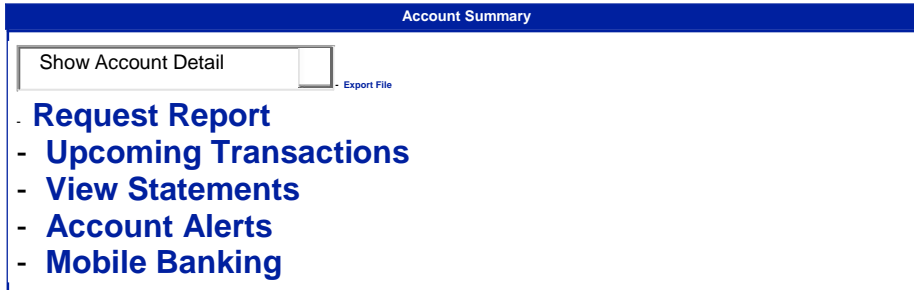 Account Summary
Show Account Detail
- Export File
- Request Report
- Upcoming Transactions
- View Statements
- Account Alerts
- Mobile Banking